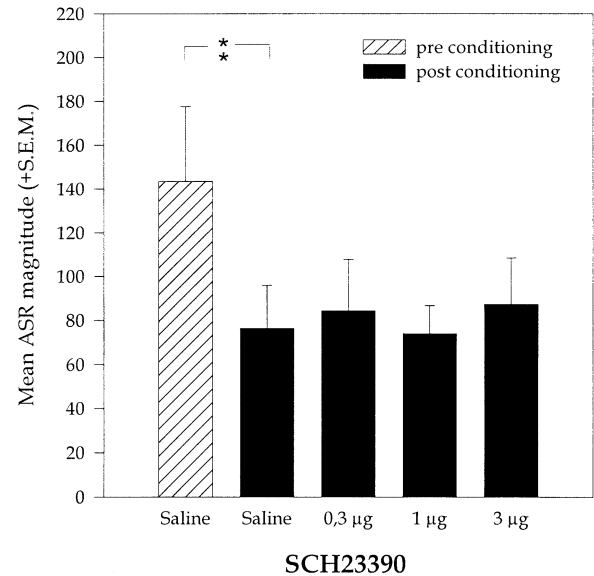 220
200
180
160
140
120
100
80
60
40
20
0
Mean ASR magnitude (+S.E.M.)
* *
pre conditioning
post conditioning
Saline Saline 0,3 µg 1 µg 3 µg
SCH23390